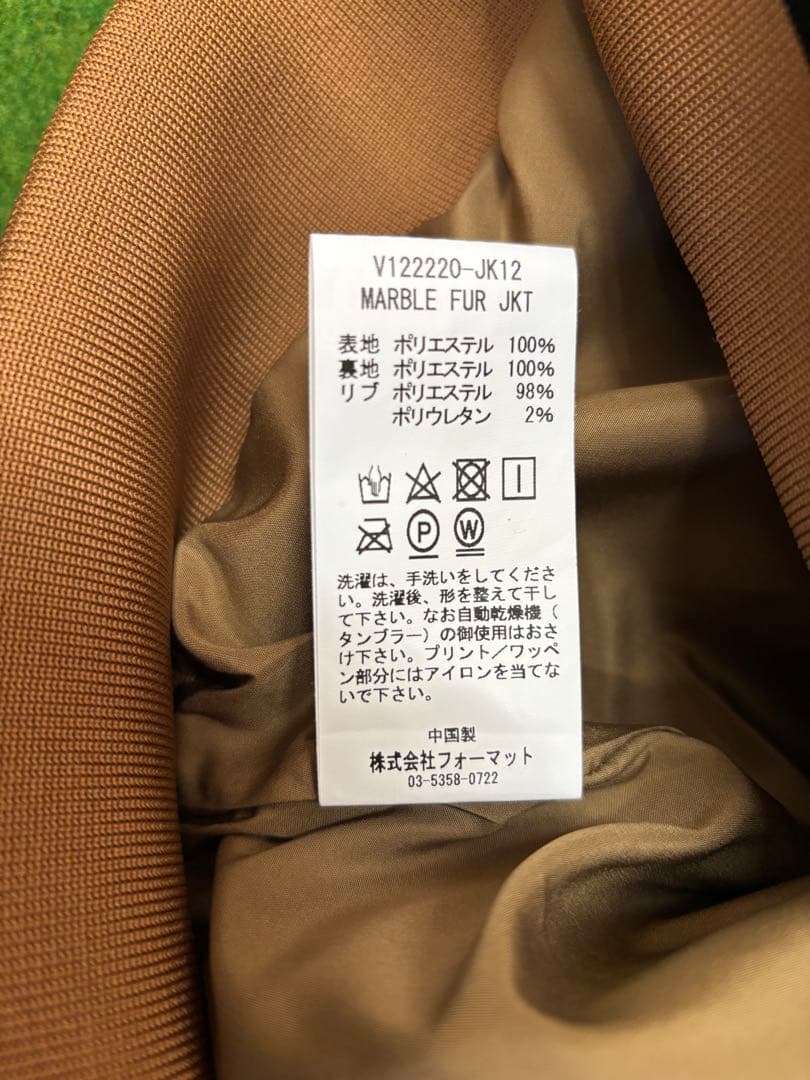 V122220-JK12
MARBLE FUR JKT
表地 ポリエステル 100%
裏地 ポリエステル 100%
リブ ポリエステル 98%
ポリウレタン 2%
P W
洗濯は、手洗いをしてくださ
い。洗濯後、形を整えて干し
て下さい。なお自動乾燥機(
タンブラー)の御使用はおさ
け下さい。プリント/ワッペ
ン部分にはアイロンを当てな
いで下さい。
中国製
株式会社フォーマット
03-5358-0722